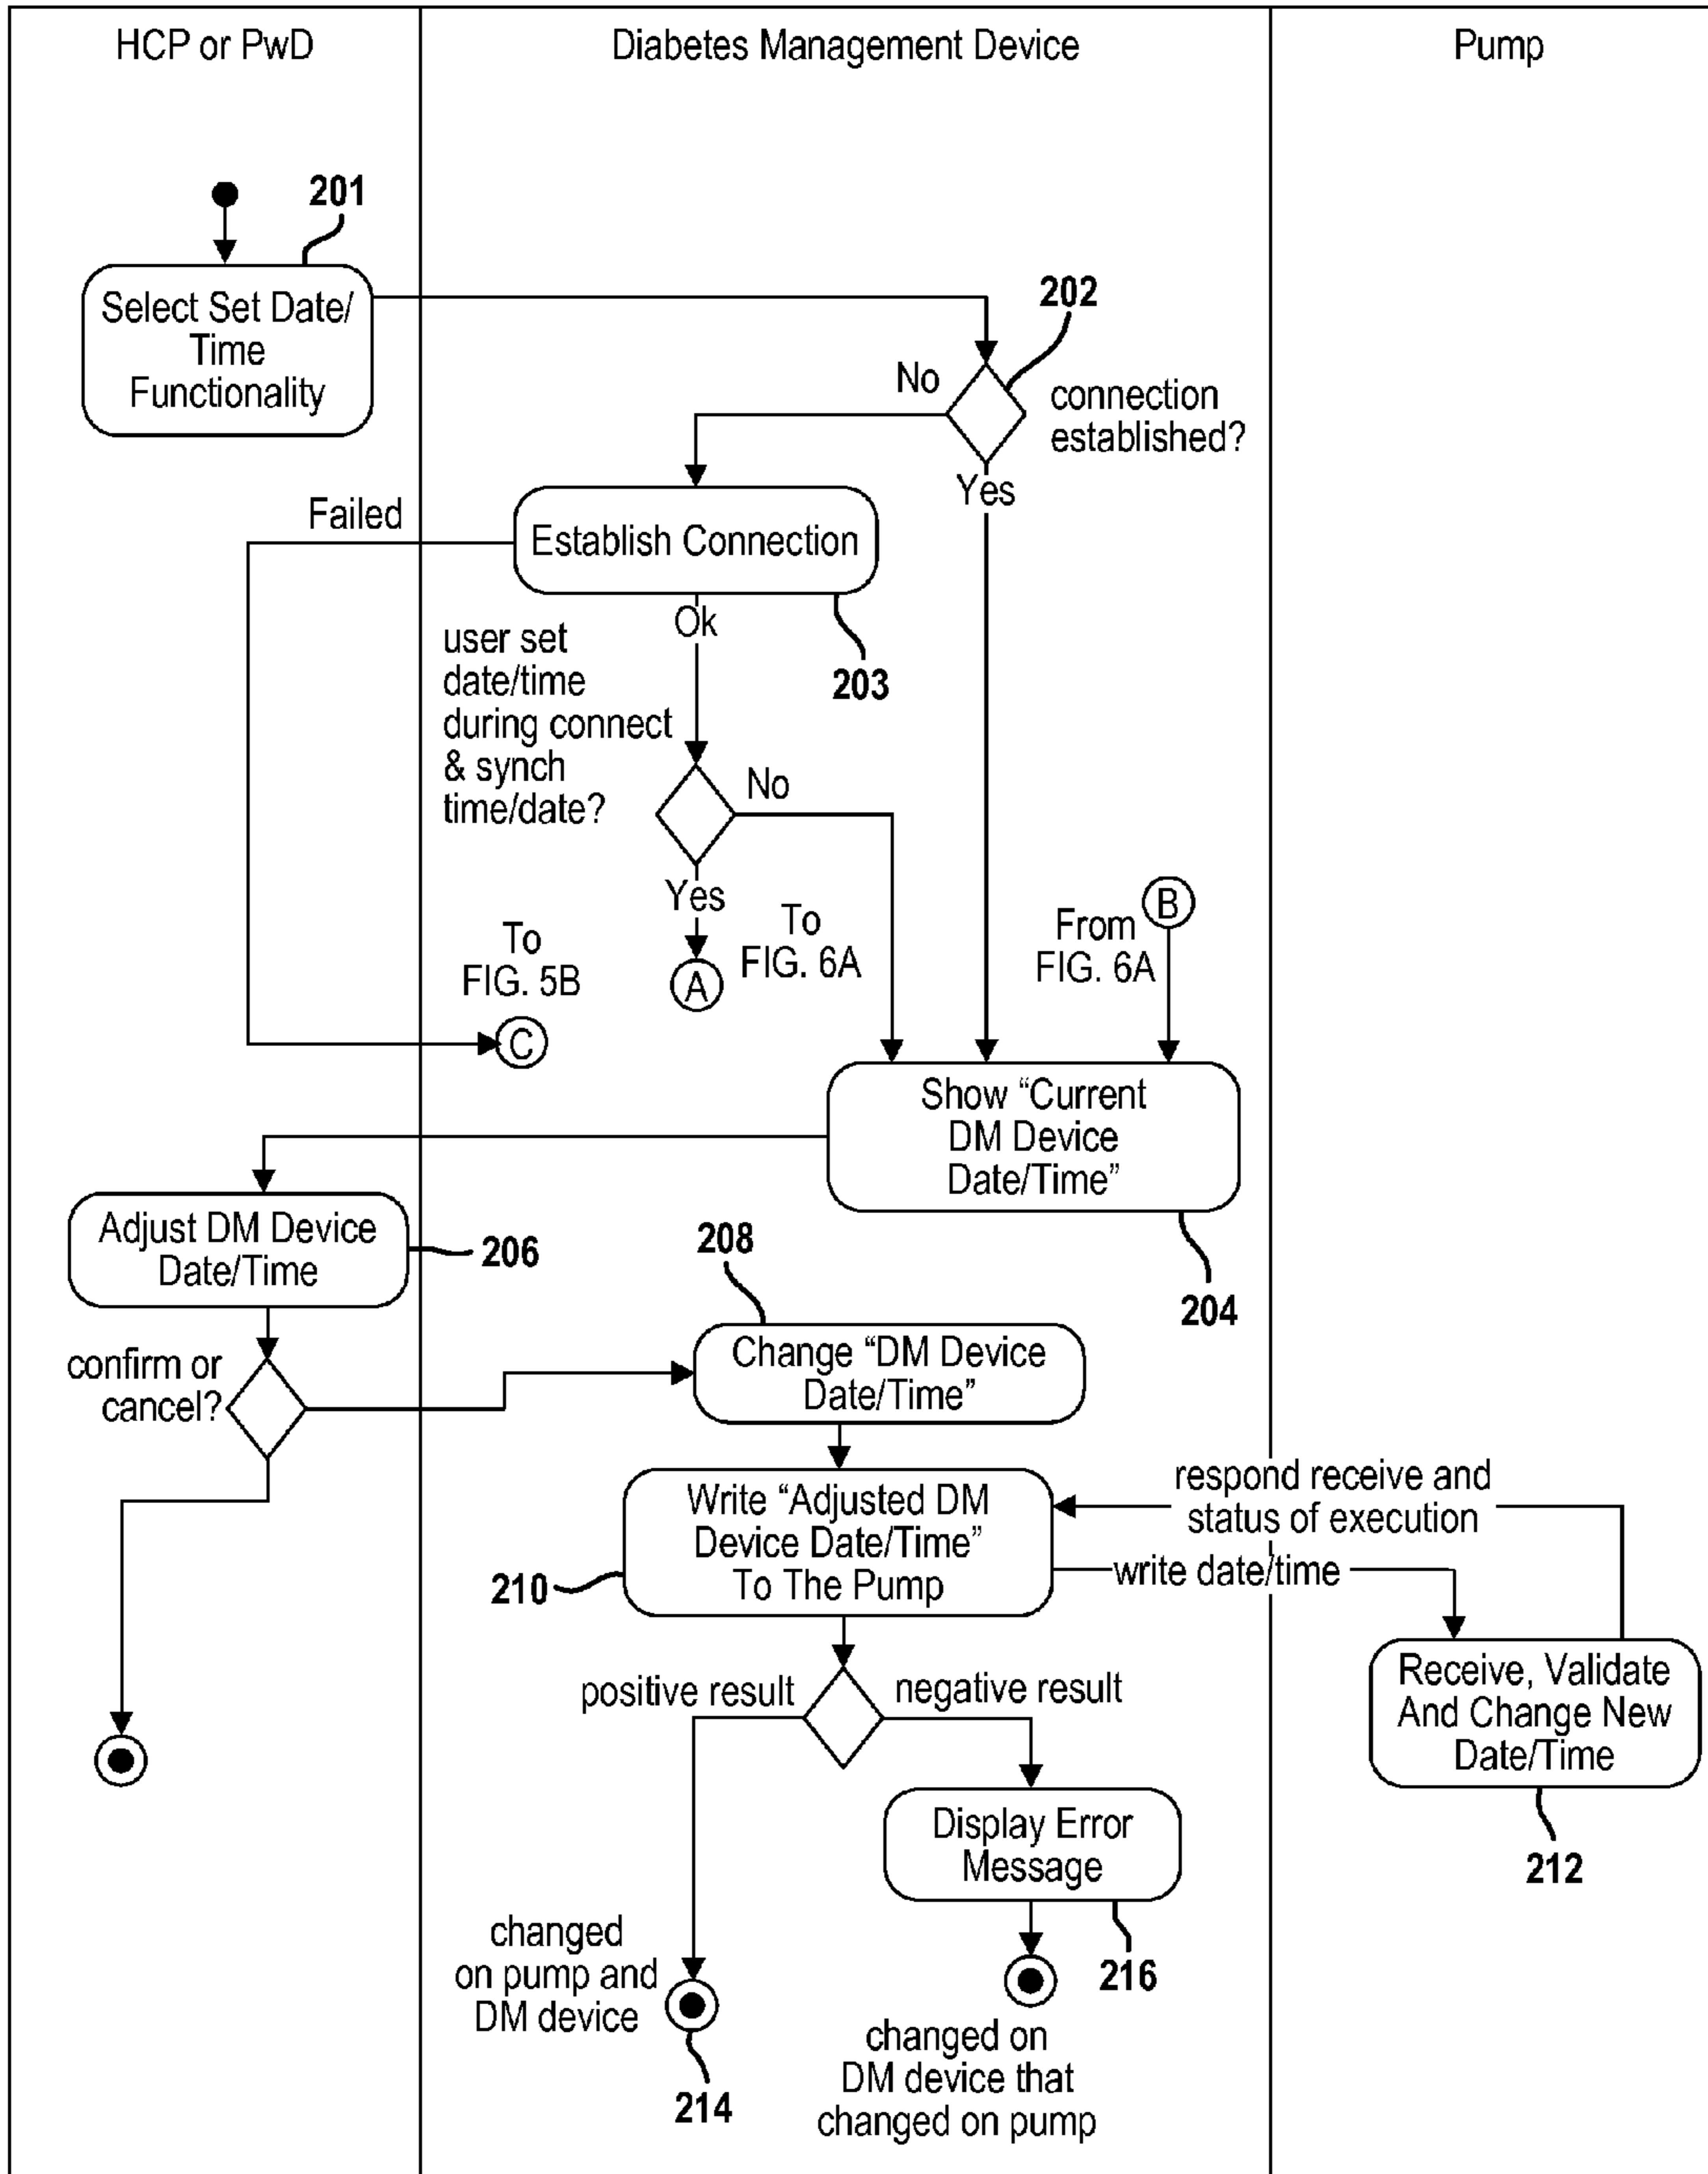 HCP or PwD
Diabetes Management Device
Pump
201
Select Set Date/
Time
Functionality
202
No
connection
established?
Yes
Failed
Establish Connection
Ok
203
user set
date/time
during connect
& synch
time/date?
No
Yes
To
FIG. 6A
A
To
FIG. 5B
C
From
FIG. 6A
B
Show “Current
DM Device
Date/Time”
204
Adjust DM Device
Date/Time
206
confirm or
cancel?
208
Change “DM Device
Date/Time”
Write “Adjusted DM
Device Date/Time”
To The Pump
210
respond receive and
status of execution
write date/time
Receive, Validate
And Change New
Date/Time
212
positive result
negative result
Display Error
Message
216
changed
on pump and
DM device
214
changed on
DM device that
changed on pump